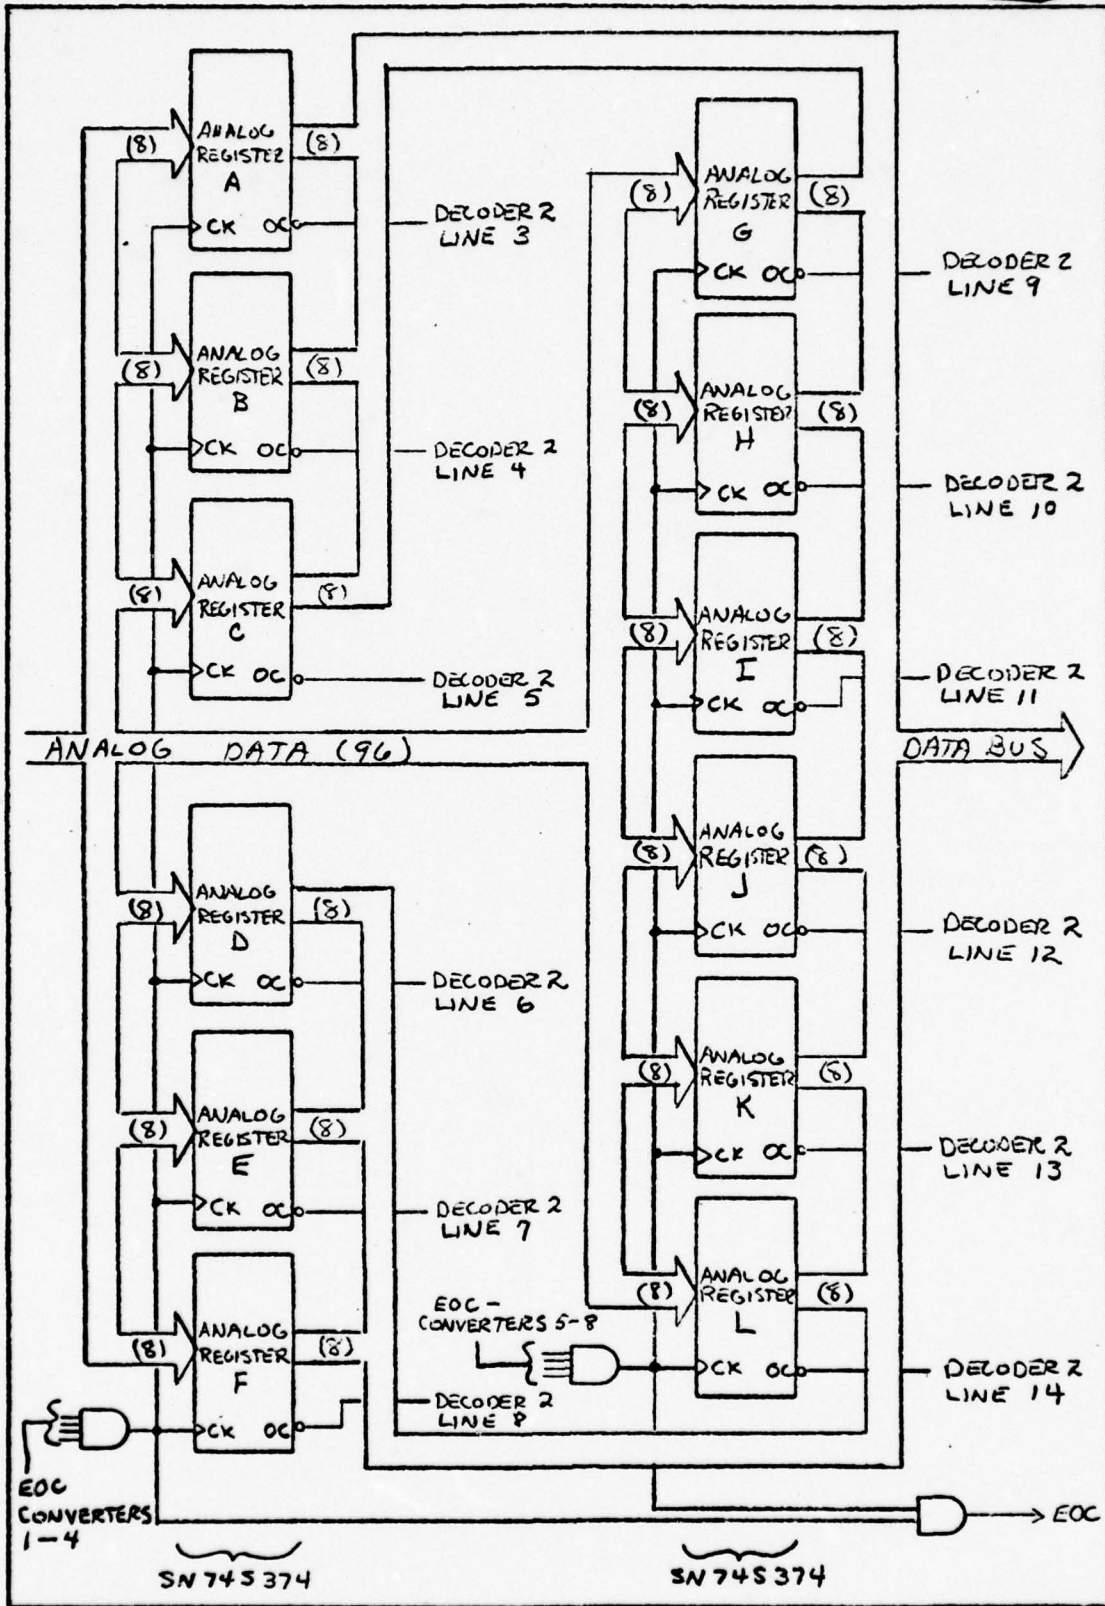 ANALOG
REGISTER
A
(8)
(8)
CK OC
DECODER 2
LINE 3
ANALOG
REGISTER
B
(8)
(8)
CK OC
DECODER 2
LINE 4
ANALOG
REGISTER
C
(8)
(8)
CK OC
DECODER 2
LINE 5
ANALOG DATA (96)
ANALOG
REGISTER
D
(8)
(8)
CK OC
DECODER 2
LINE 6
ANALOG
REGISTER
E
(8)
(8)
CK OC
DECODER 2
LINE 7
ANALOG
REGISTER
F
(8)
(8)
CK OC
DECODER 2
LINE 8
EOC
CONVERTERS
1-4
SN74S374
ANALOG
REGISTER
G
(8)
(8)
CK OC
DECODER 2
LINE 9
ANALOG
REGISTER
H
(8)
(8)
CK OC
DECODER 2
LINE 10
ANALOG
REGISTER
I
(8)
(8)
CK OC
DECODER 2
LINE 11
DATA BUS
ANALOG
REGISTER
J
(8)
(8)
CK OC
DECODER 2
LINE 12
ANALOG
REGISTER
K
(8)
(8)
CK OC
DECODER 2
LINE 13
ANALOG
REGISTER
L
(8)
(8)
CK OC
DECODER 2
LINE 14
EOC-
CONVERTERS 5-8
EOC
SN74S374